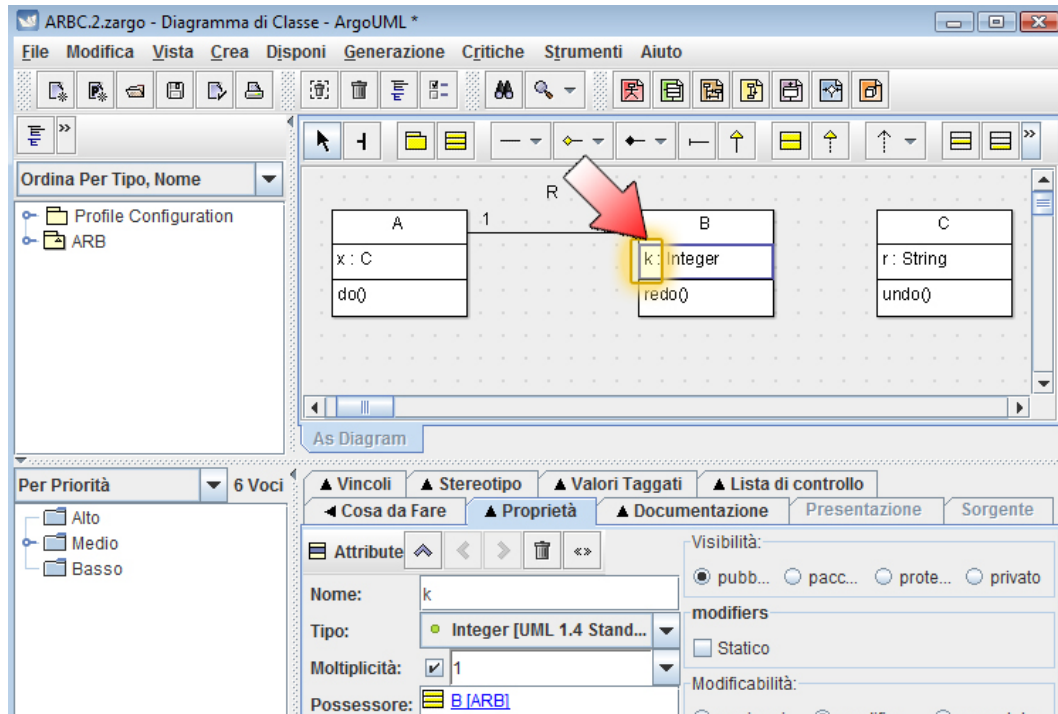 ARBC.2.zargo - Diagramma di Classe - ArgoUML *
File Modifica Vista Crea Disponi Generazione Critiche Strumenti Aiuto
Ordina Per Tipo, Nome
Profile Configuration
ARB
R
A
1
B
C
x : C
k : Integer
r : String
do()
redo()
undo()
As Diagram
Per Priorità
6 Voci
Alto
Medio
Basso
Vincoli Stereotipo Valori Taggati Lista di controllo
Cosa da Fare Proprietà Documentazione Presentazione Sorgente
Attribute
Nome: k
Tipo: Integer [UML 1.4 Stand...
Moltiplicità: 1
Possessore: B [ARB]
Visibilità:
pubb... pacc... prote... privato
modifiers
Statico
Modificabilità: